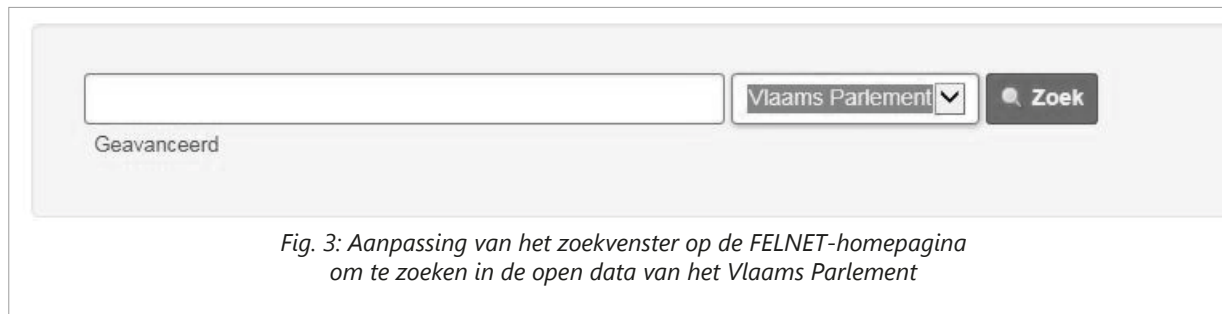 Vlaams Parlement Zoek
Geavanceerd
Fig. 3: Aanpassing van het zoekvenster op de FELNET-homepagina
om te zoeken in de open data van het Vlaams Parlement